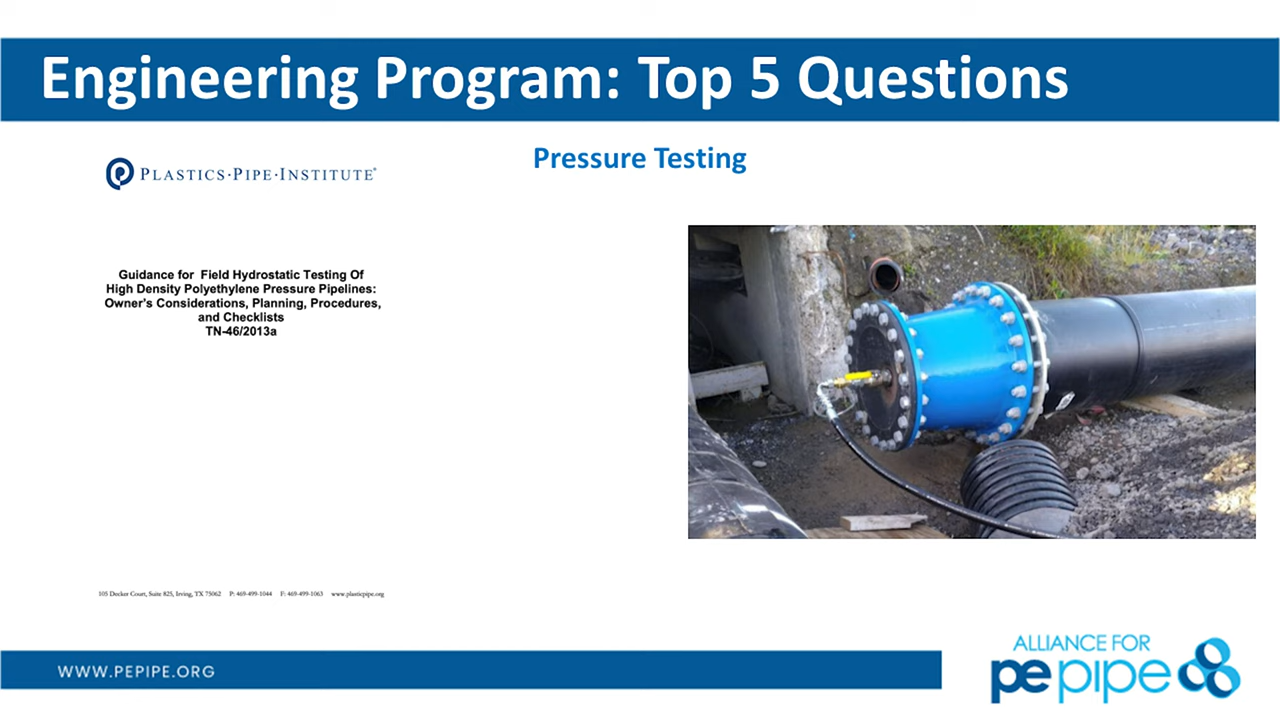 Engineering Program: Top 5 Questions
Pressure Testing
PLASTICS·PIPE·INSTITUTE®
Guidance for Field Hydrostatic Testing Of
High Density Polyethylene Pressure Pipelines:
Owner's Considerations, Planning, Procedures,
and Checklists
TN-46/2013a
105 Decker Court, Suite 825, Irving, TX 75062 P: 469-499-1044 F: 469-499-1063 www.plasticpipe.org
WWW.PEPIPE.ORG
ALLIANCE FOR
pepipe